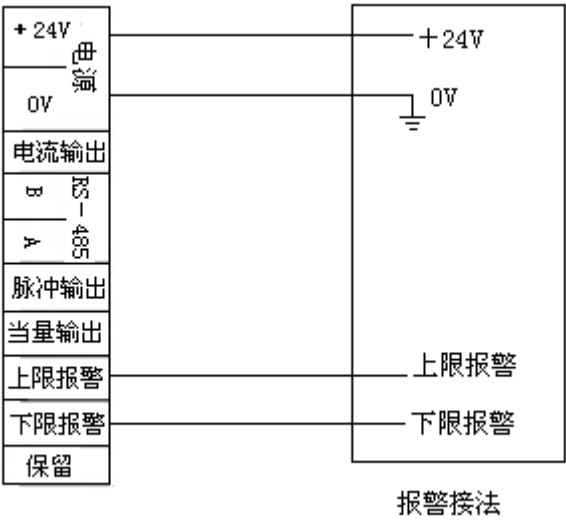 +24V
电源
0V
电流输出
B
RS-485
A
脉冲输出
当量输出
上限报警
下限报警
保留
+24V
0V
上限报警
下限报警
报警接法